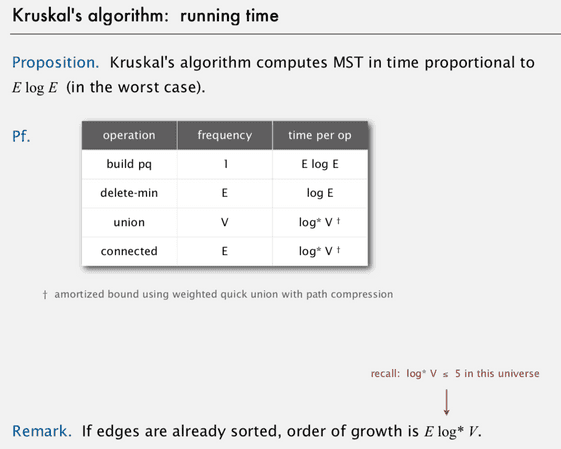 Kruskal's algorithm: running time
Proposition. Kruskal's algorithm computes MST in time proportional to
E log E (in the worst case).
Pf.
operation frequency time per op
build pq 1 E log E
delete-min E log E
union V log* V †
connected E log* V †
† amortized bound using weighted quick union with path compression
recall: log* V ≤ 5 in this universe
Remark. If edges are already sorted, order of growth is E log* V.